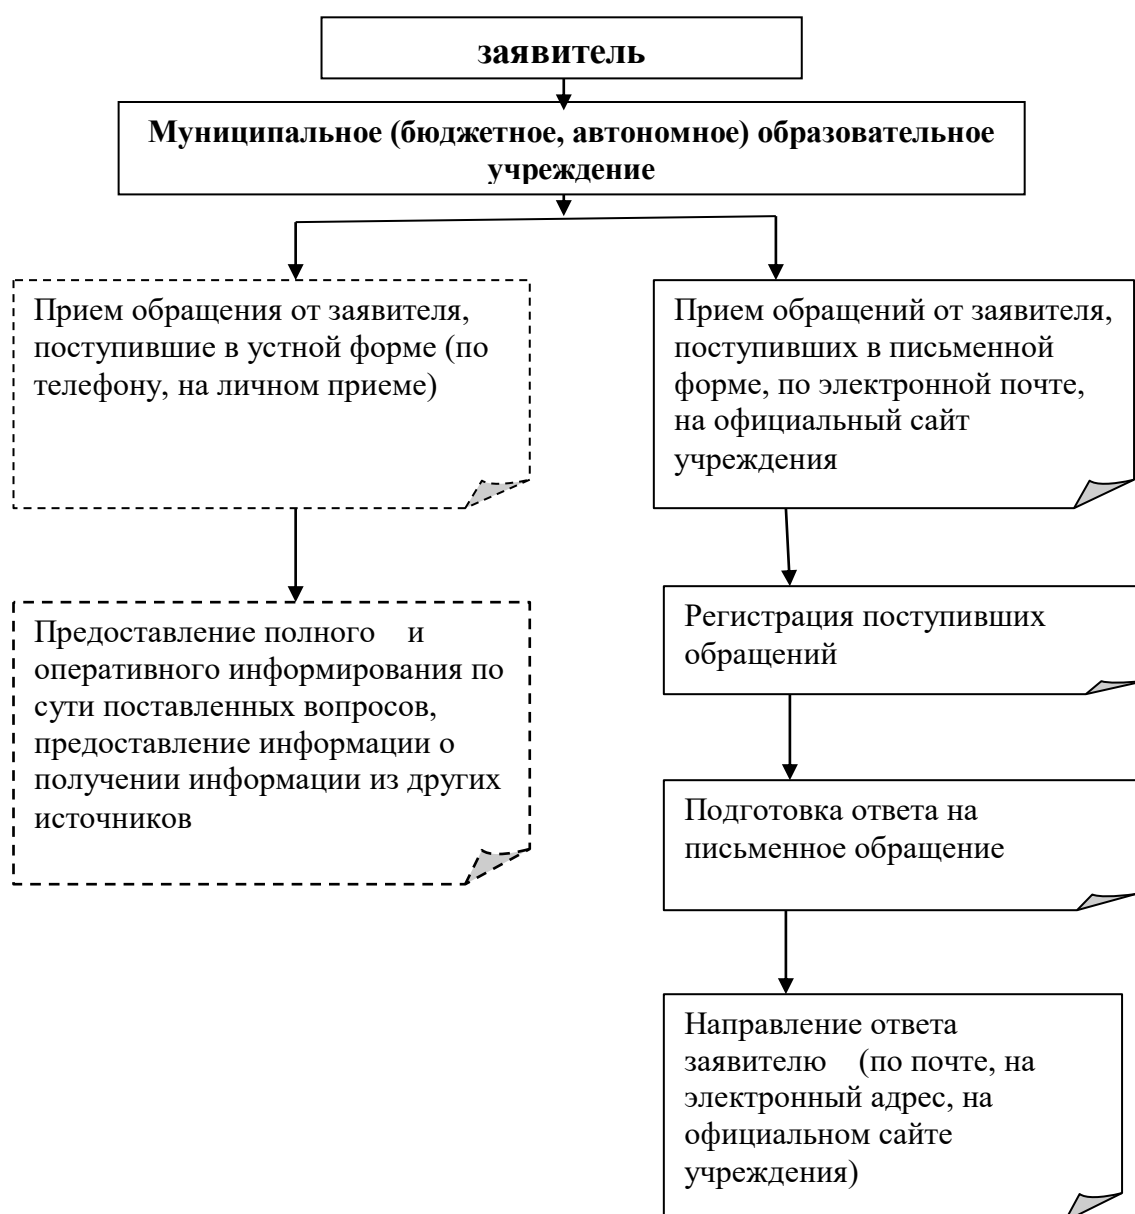 заявитель
Муниципальное (бюджетное, автономное) образовательное
учреждение
Прием обращения от заявителя,
поступившие в устной форме (по
телефону, на личном приеме)
Предоставление полного и
оперативного информирования по
сути поставленных вопросов,
предоставление информации о
получении информации из других
источников
Прием обращений от заявителя,
поступивших в письменной
форме, по электронной почте,
на официальный сайт
учреждения
Регистрация поступивших
обращений
Подготовка ответа на
письменное обращение
Направление ответа
заявителю (по почте, на
электронный адрес, на
официальном сайте
учреждения)